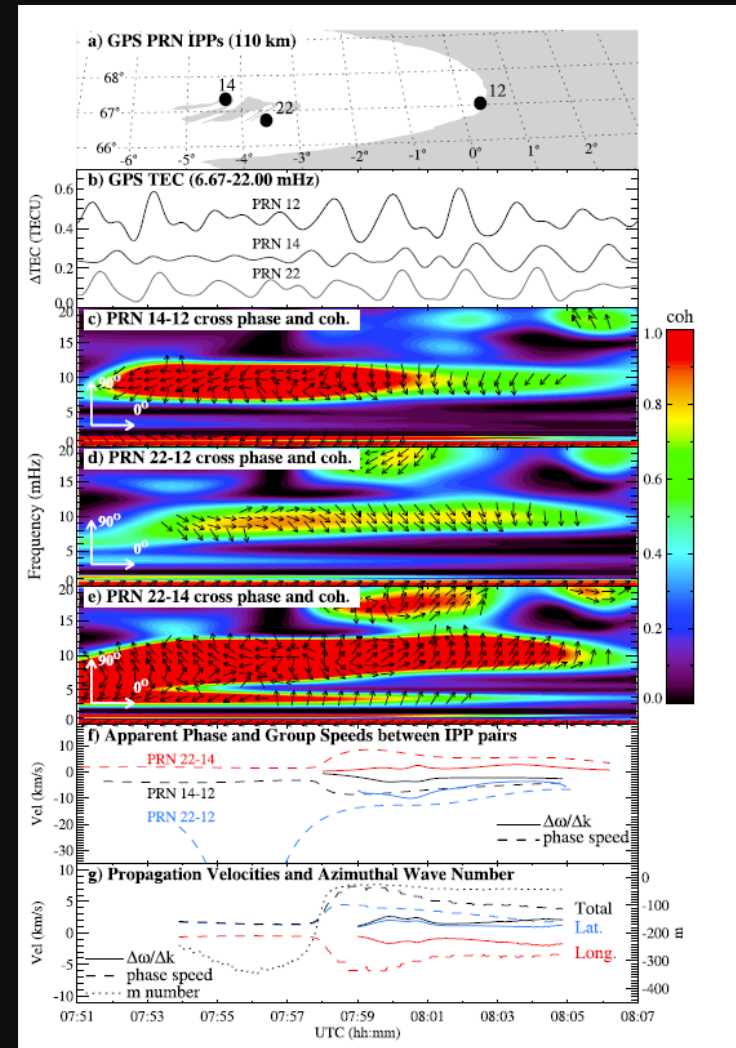 a) GPS PRN IPPs (110 km)
68°
67°
66°
14
22
12
-6° -5° -4° -3° -2° -1° 0° 1° 2°
b) GPS TEC (6.67-22.00 mHz)
ΔTEC (TECU)
0.6
0.4
0.2
0.0
PRN 12
PRN 14
PRN 22
c) PRN 14-12 cross phase and coh.
20
15
10
5
0
90°
0°
d) PRN 22-12 cross phase and coh.
20
15
10
5
0
90°
0°
Frequency (mHz)
e) PRN 22-14 cross phase and coh.
20
15
10
5
0
90°
0°
coh
1.0
0.8
0.6
0.4
0.2
0.0
f) Apparent Phase and Group Speeds between IPP pairs
Vel (km/s)
10
0
-10
-20
-30
PRN 22-14
PRN 14-12
PRN 22-12
Δω/Δk
phase speed
g) Propagation Velocities and Azimuthal Wave Number
Vel (km/s)
10
5
0
-5
-10
Total
Lat.
Long.
Δω/Δk
phase speed
m number
0
-100
-200
-300
-400
m
07:51 07:53 07:55 07:57 07:59 08:01 08:03 08:05 08:07
UTC (hh:mm)